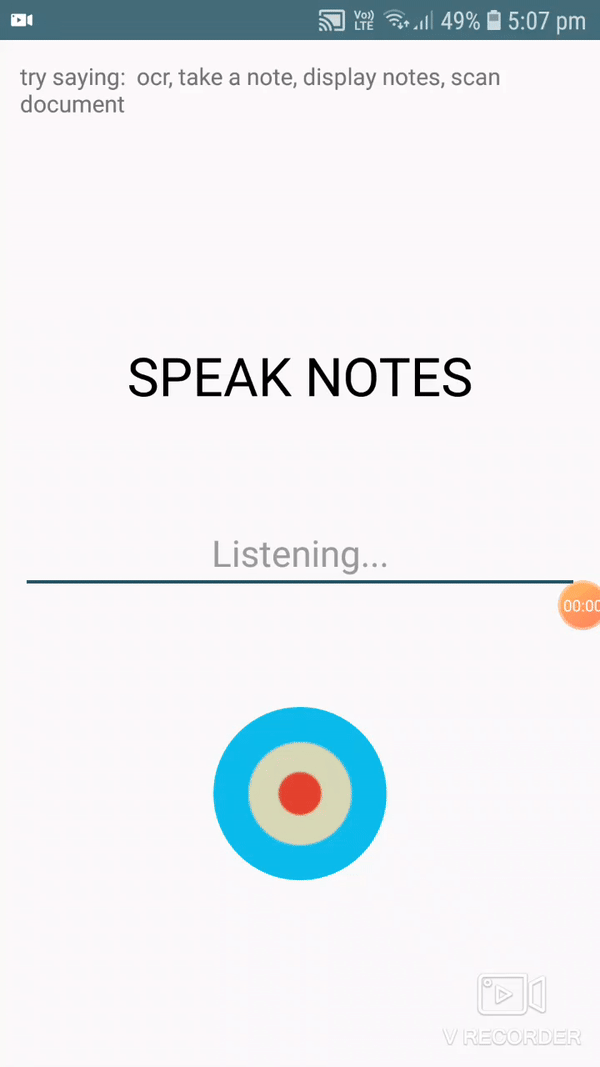 Vo)) LTE 49% 5:07 pm
try saying:  ocr, take a note, display notes, scan
document
SPEAK NOTES
Listening...
00:00
V RECORDER